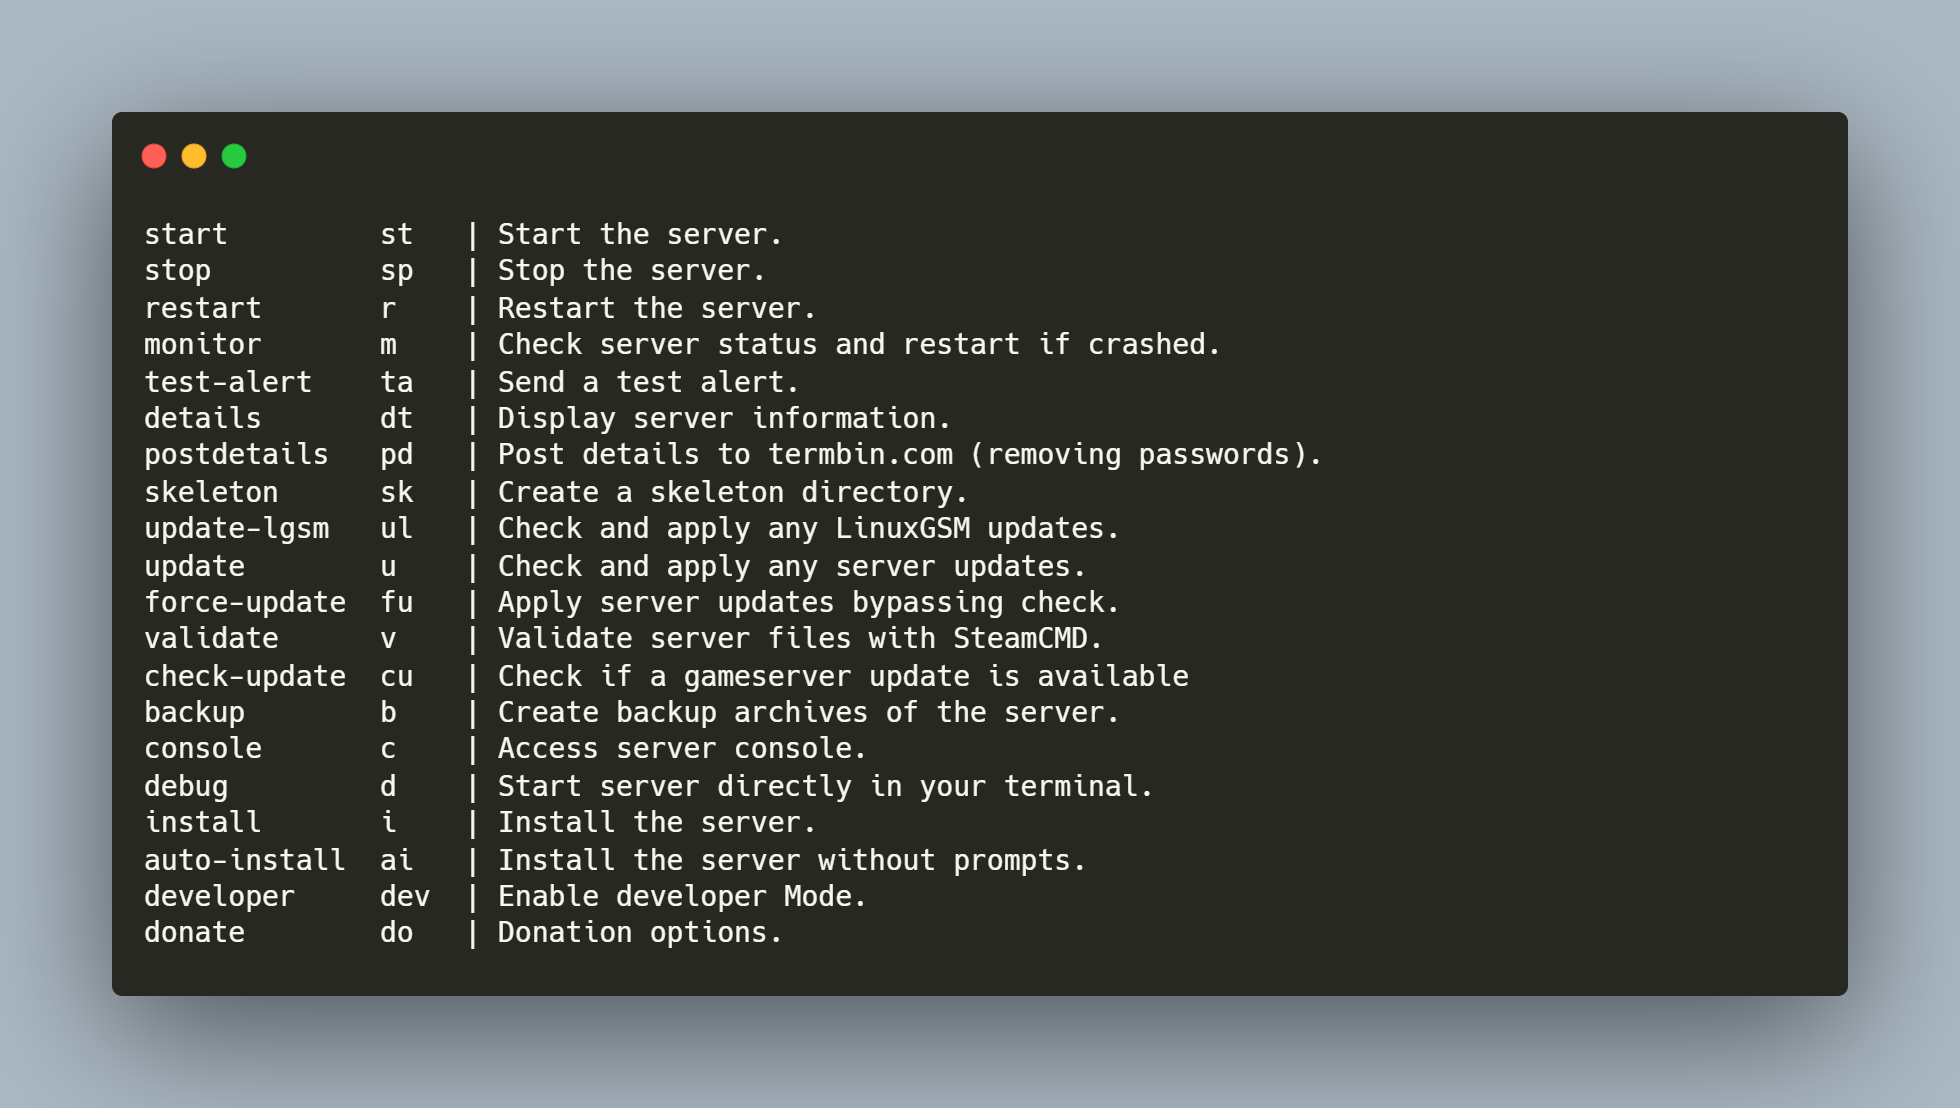 start         st   | Start the server.
stop          sp   | Stop the server.
restart       r    | Restart the server.
monitor       m    | Check server status and restart if crashed.
test-alert    ta   | Send a test alert.
details       dt   | Display server information.
postdetails   pd   | Post details to termbin.com (removing passwords).
skeleton      sk   | Create a skeleton directory.
update-lgsm   ul   | Check and apply any LinuxGSM updates.
update        u    | Check and apply any server updates.
force-update  fu   | Apply server updates bypassing check.
validate      v    | Validate server files with SteamCMD.
check-update  cu   | Check if a gameserver update is available
backup        b    | Create backup archives of the server.
console       c    | Access server console.
debug         d    | Start server directly in your terminal.
install       i    | Install the server.
auto-install  ai   | Install the server without prompts.
developer     dev  | Enable developer Mode.
donate        do   | Donation options.